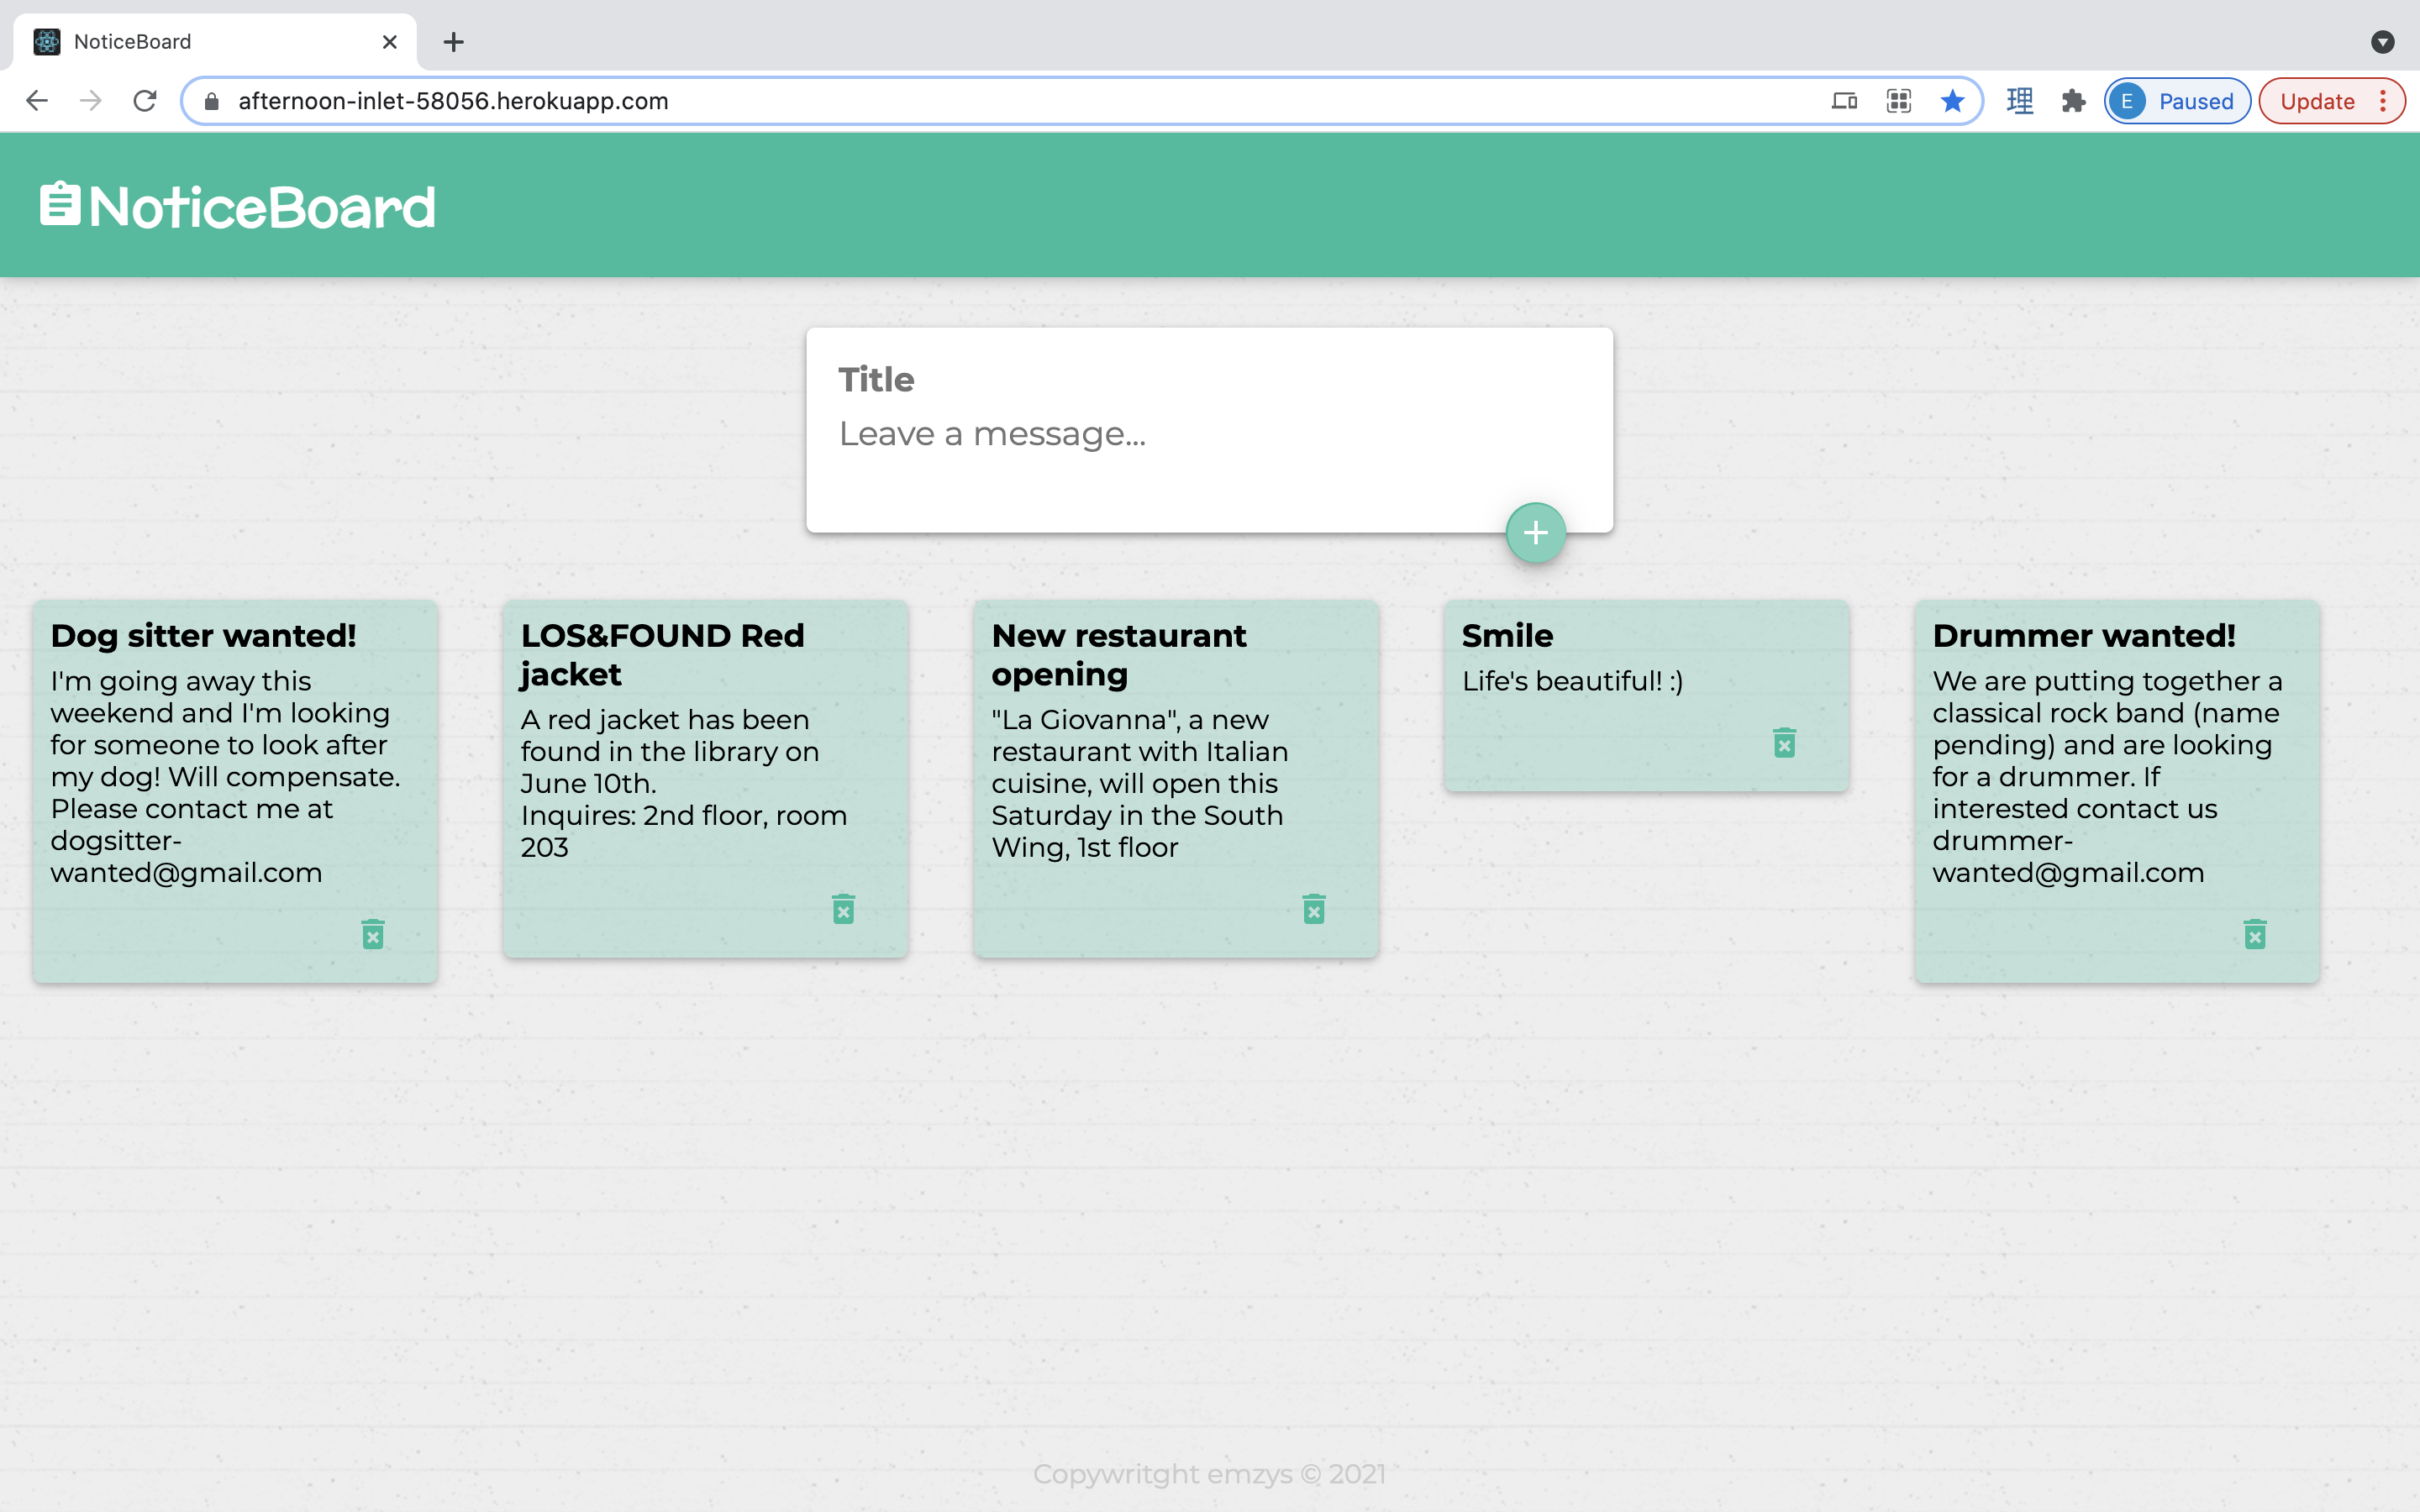 NoticeBoard
afternoon-inlet-58056.herokuapp.com
理
E Paused
Update
NoticeBoard
Title
Leave a message...
Dog sitter wanted!
I'm going away this
weekend and I'm looking
for someone to look after
my dog! Will compensate.
Please contact me at
dogsitter-
wanted@gmail.com
LOS&FOUND Red
jacket
A red jacket has been
found in the library on
June 10th.
Inquires: 2nd floor, room
203
New restaurant
opening
"La Giovanna", a new
restaurant with Italian
cuisine, will open this
Saturday in the South
Wing, 1st floor
Smile
Life's beautiful! :)
Drummer wanted!
We are putting together a
classical rock band (name
pending) and are looking
for a drummer. If
interested contact us
drummer-
wanted@gmail.com
Copywritght emzys © 2021